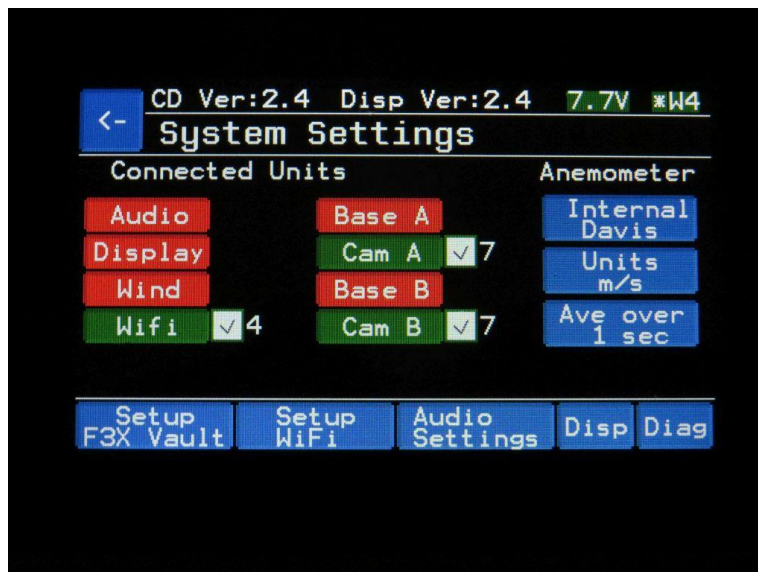 <- CD Ver:2.4 Disp Ver:2.4 7.7V *W4
System Settings
Connected Units
Anemometer
Audio
Base A
Internal
Davis
Display
Cam A ✓ 7
Units
m/s
Wind
Base B
Wifi ✓ 4
Cam B ✓ 7
Ave over
1 sec
Setup
F3X Vault
Setup
WiFi
Audio
Settings
Disp
Diag